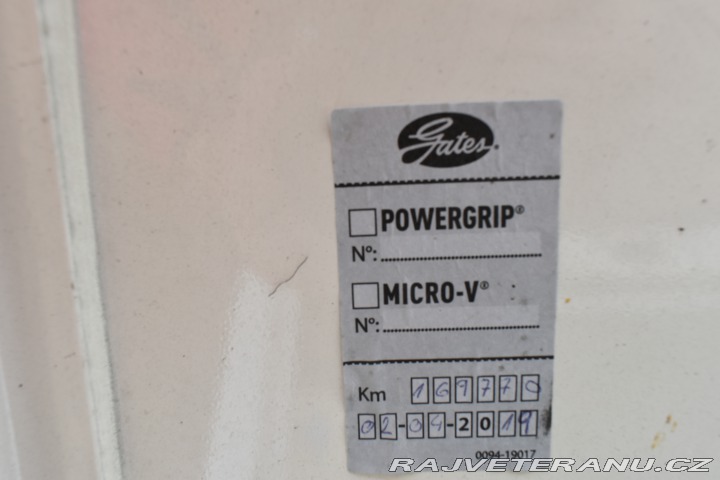 Gates
POWERGRIP®
Nº:
MICRO-V®
Nº:
Km 169770
02-04-2019
0094-19017
RAJVETERANU.CZ